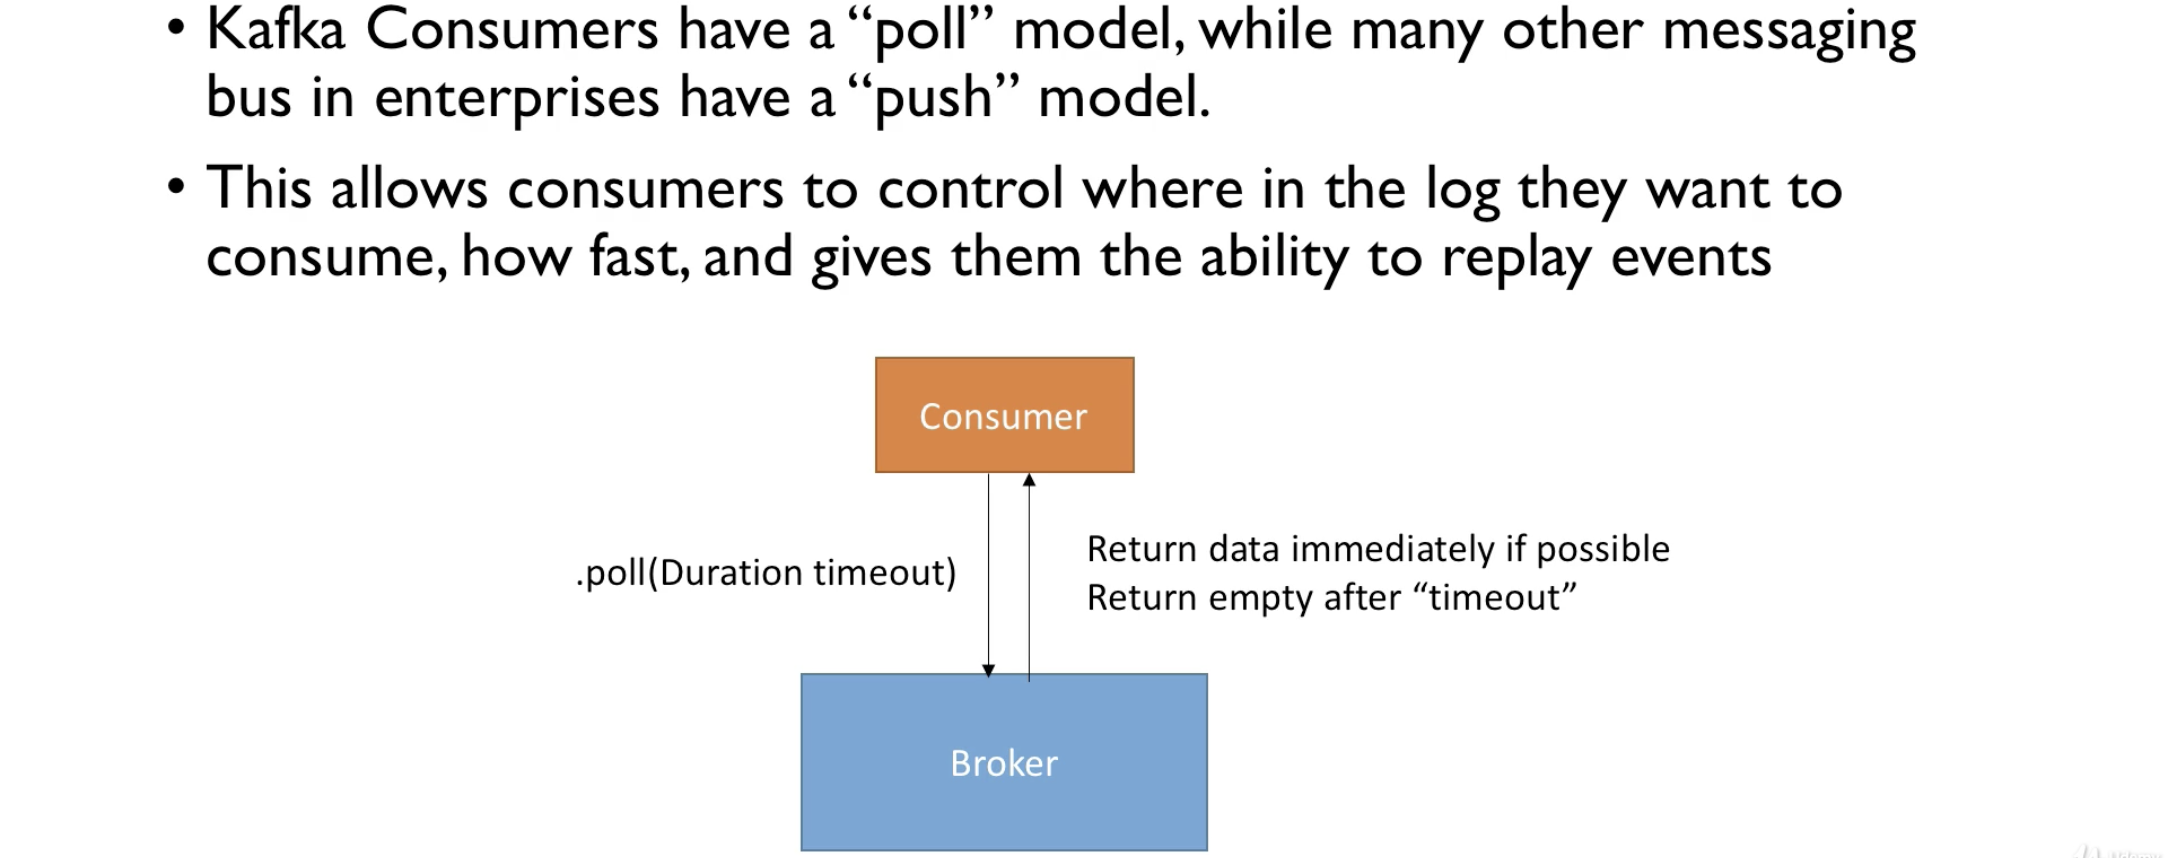 • Kafka Consumers have a “poll” model, while many other messaging
bus in enterprises have a “push” model.
• This allows consumers to control where in the log they want to
consume, how fast, and gives them the ability to replay events
Consumer
.poll(Duration timeout)
Return data immediately if possible
Return empty after “timeout”
Broker